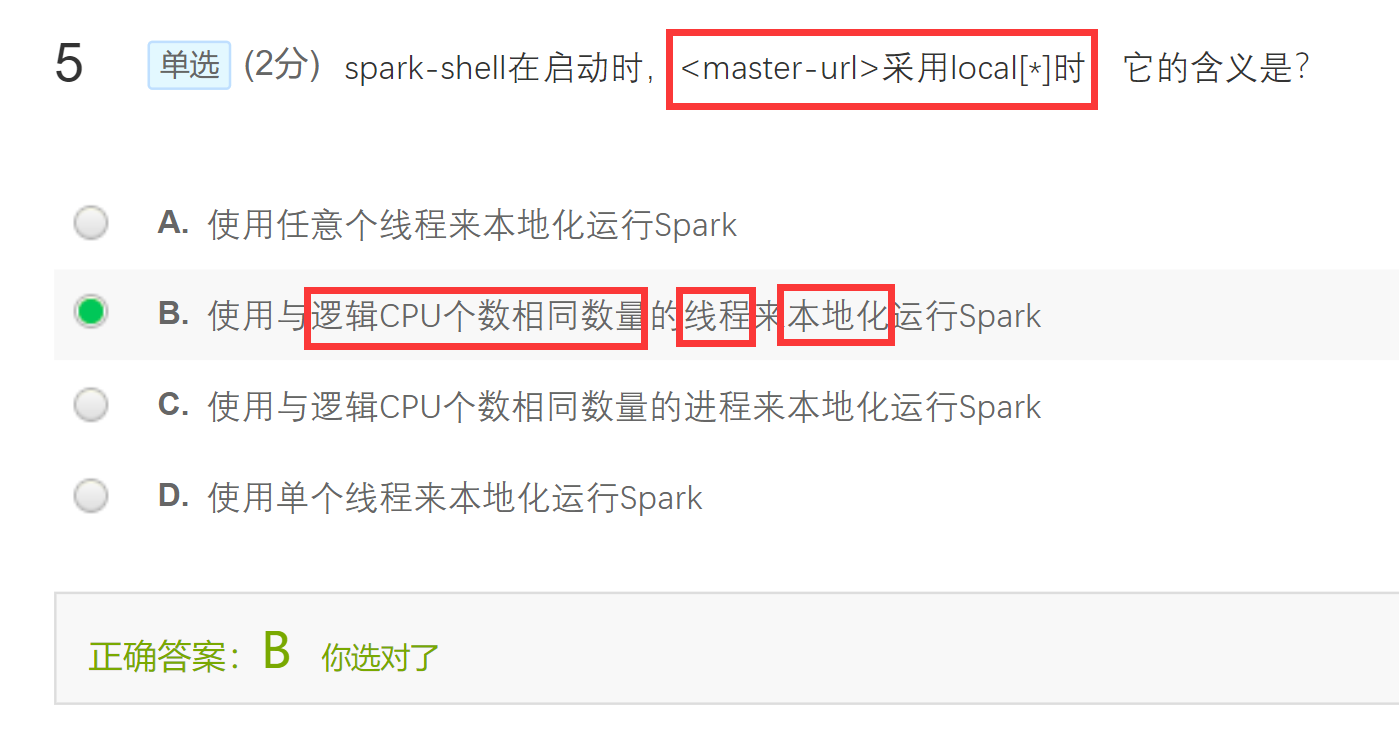 5 单选 (2分) spark-shell在启动时，<master-url>采用local[*]时 它的含义是？
A. 使用任意个线程来本地化运行Spark
B. 使用与逻辑CPU个数相同数量的线程来本地化运行Spark
C. 使用与逻辑CPU个数相同数量的进程来本地化运行Spark
D. 使用单个线程来本地化运行Spark
正确答案：B 你选对了